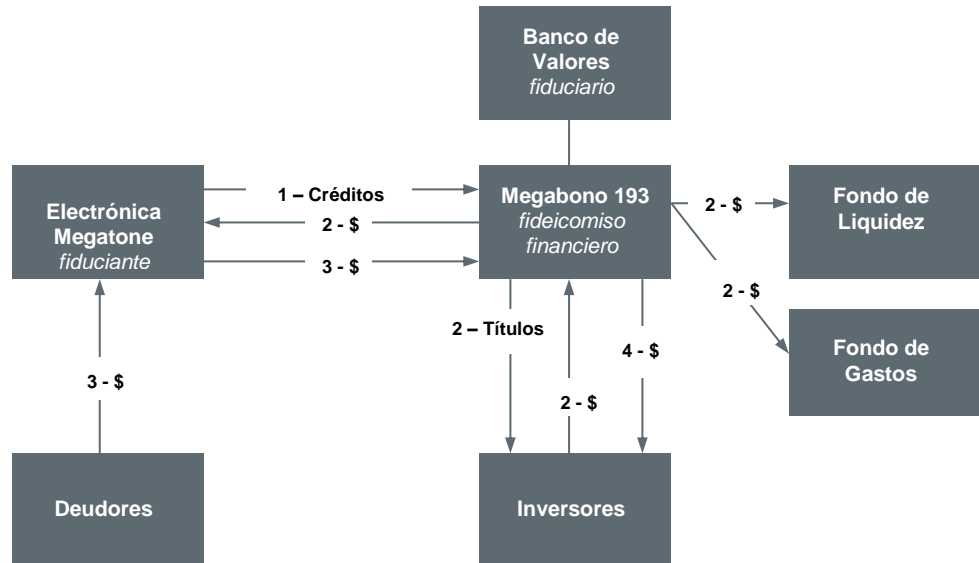 Banco de
Valores
fiduciario
Electrónica
Megatone
fiduciante
1 – Créditos
2 - $
3 - $
Megabono 193
fideicomiso
financiero
2 - $
Fondo de
Liquidez
2 - $
Fondo de
Gastos
2 – Títulos
4 - $
3 - $
2 - $
Deudores
Inversores